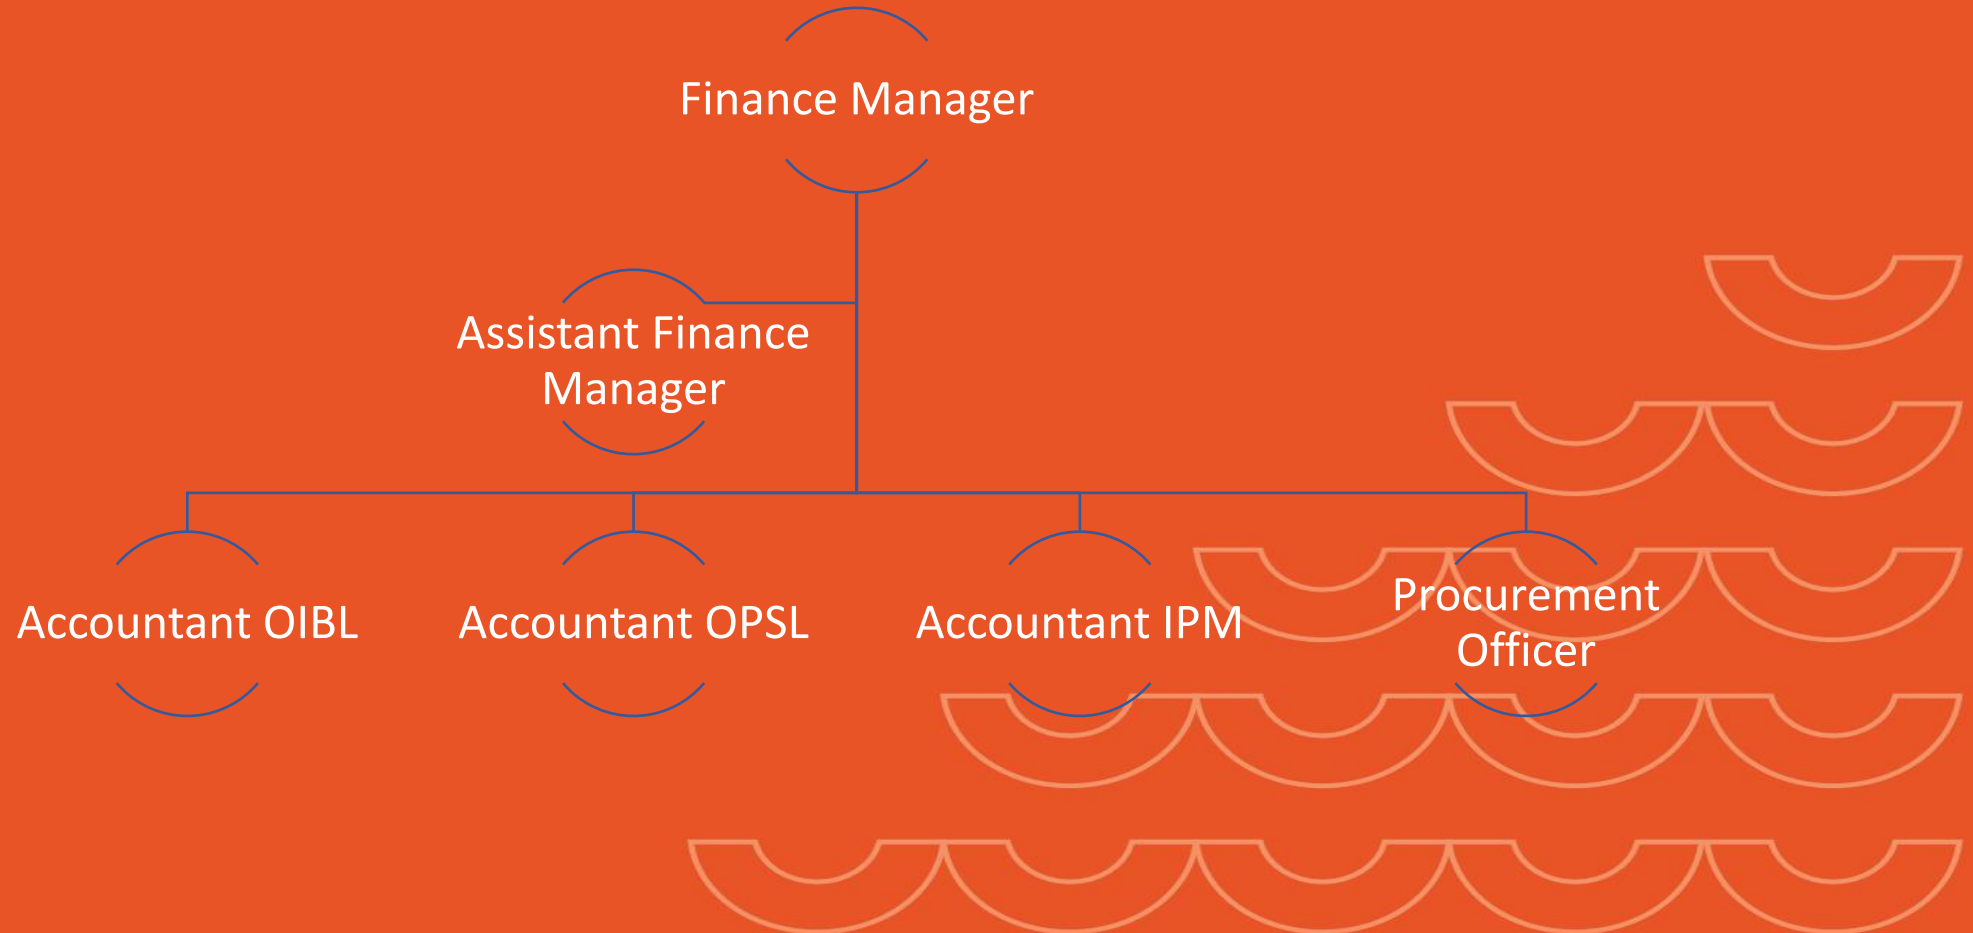 Finance Manager
Assistant Finance
Manager
Accountant OIBL
Accountant OPSL
Accountant IPM
Procurement
Officer